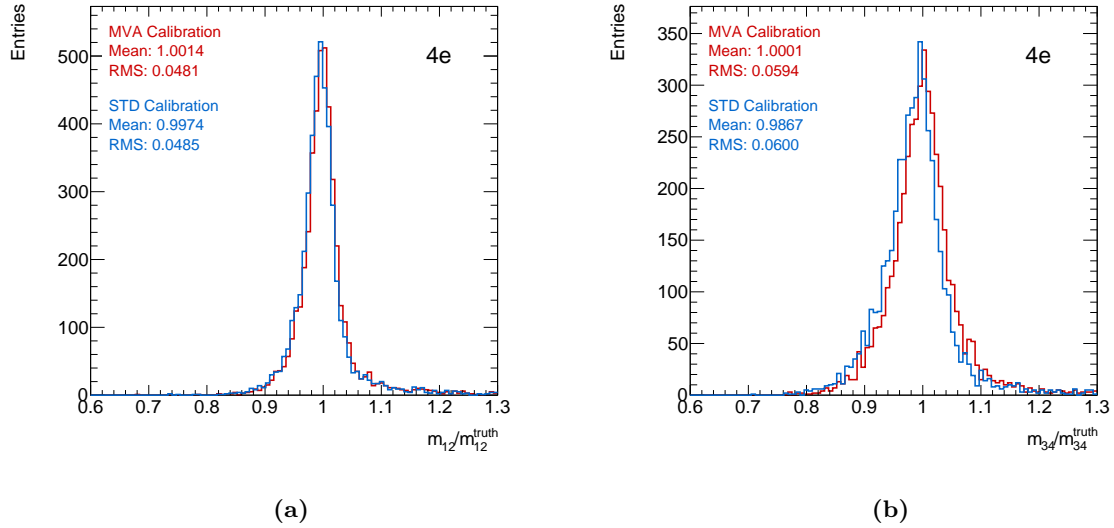 Entries
MVA Calibration
Mean: 1.0014
RMS: 0.0481
STD Calibration
Mean: 0.9974
RMS: 0.0485
4e
500
400
300
200
100
0
0.6 0.7 0.8 0.9 1 1.1 1.2 1.3
m₁₂/m₁₂ᵗʳᵘᵗʰ
(a)
Entries
MVA Calibration
Mean: 1.0001
RMS: 0.0594
STD Calibration
Mean: 0.9867
RMS: 0.0600
4e
350
300
250
200
150
100
50
0
0.6 0.7 0.8 0.9 1 1.1 1.2 1.3
m₃₄/m₃₄ᵗʳᵘᵗʰ
(b)